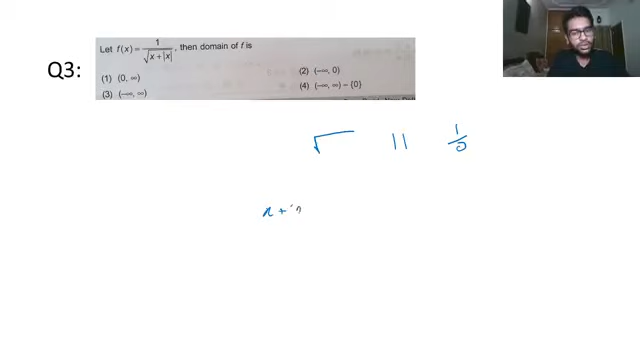 Let f(x) = 1/√(x + |x|), then domain of f is
Q3:
(1) (0, ∞)
(2) (–∞, 0)
(3) (–∞, ∞)
(4) (–∞, ∞) – {0}
√ | | 1/0
x +